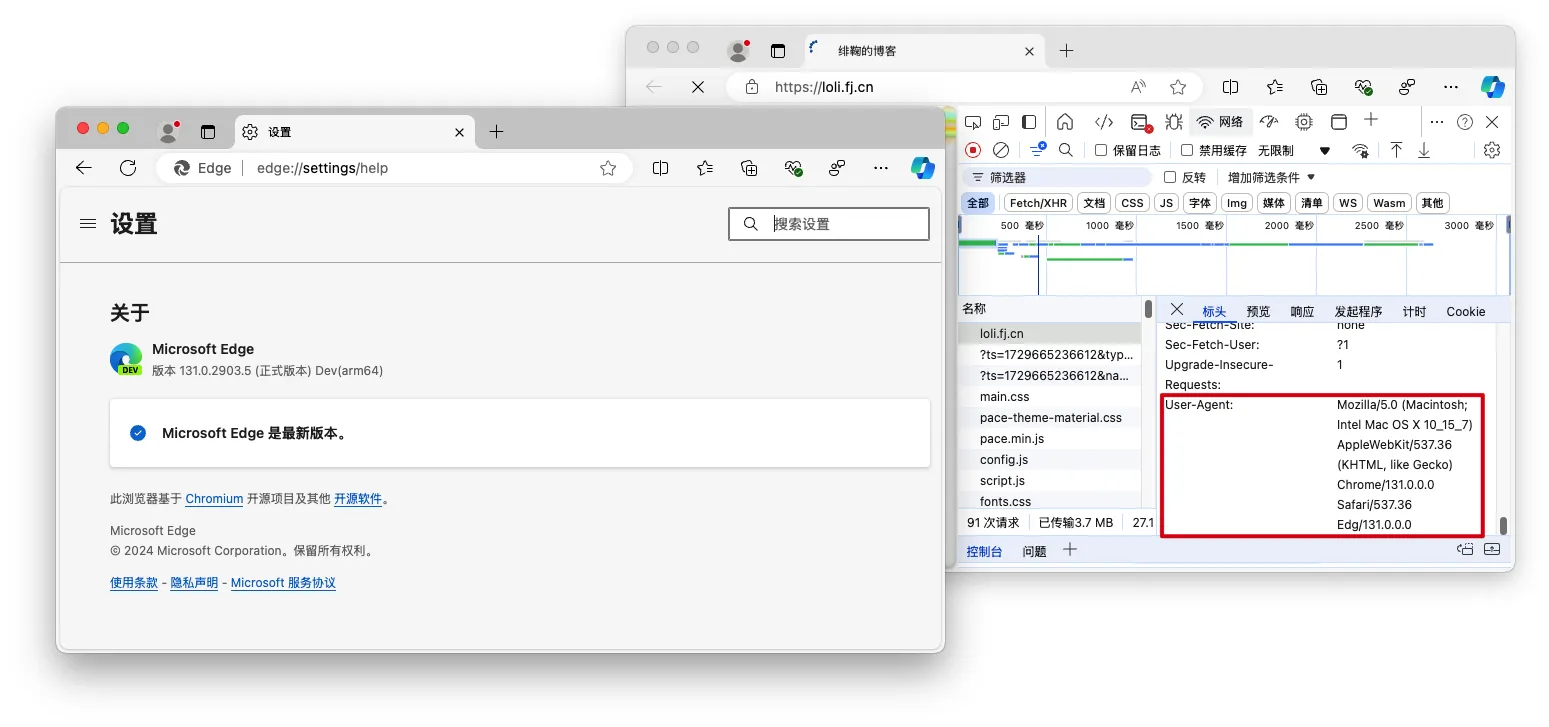 绯鞠的博客
https://loli.fj.cn
设置
Edge
edge://settings/help
设置
搜索设置
关于
Microsoft Edge
版本 131.0.2903.5 (正式版本) Dev(arm64)
DEV
Microsoft Edge 是最新版本。
此浏览器基于 Chromium 开源项目及其他 开源软件。
Microsoft Edge
© 2024 Microsoft Corporation。保留所有权利。
使用条款 - 隐私声明 - Microsoft 服务协议
网络
保留日志
禁用缓存
无限制
筛选器
反转
增加筛选条件
全部
Fetch/XHR
文档
CSS
JS
字体
Img
媒体
清单
WS
Wasm
其他
500 毫秒
1000 毫秒
1500 毫秒
2000 毫秒
2500 毫秒
3000 毫秒
名称
loli.fj.cn
?ts=1729665236612&typ...
?ts=1729665236612&na...
main.css
pace-theme-material.css
pace.min.js
config.js
script.js
fonts.css
91 次请求
已传输3.7 MB
27.1
标头
预览
响应
发起程序
计时
Cookie
Sec-Fetch-Site: none
Sec-Fetch-User: ?1
Upgrade-Insecure- 1
Requests:
User-Agent: Mozilla/5.0 (Macintosh;
Intel Mac OS X 10_15_7)
AppleWebKit/537.36
(KHTML, like Gecko)
Chrome/131.0.0.0
Safari/537.36
Edg/131.0.0.0
控制台
问题